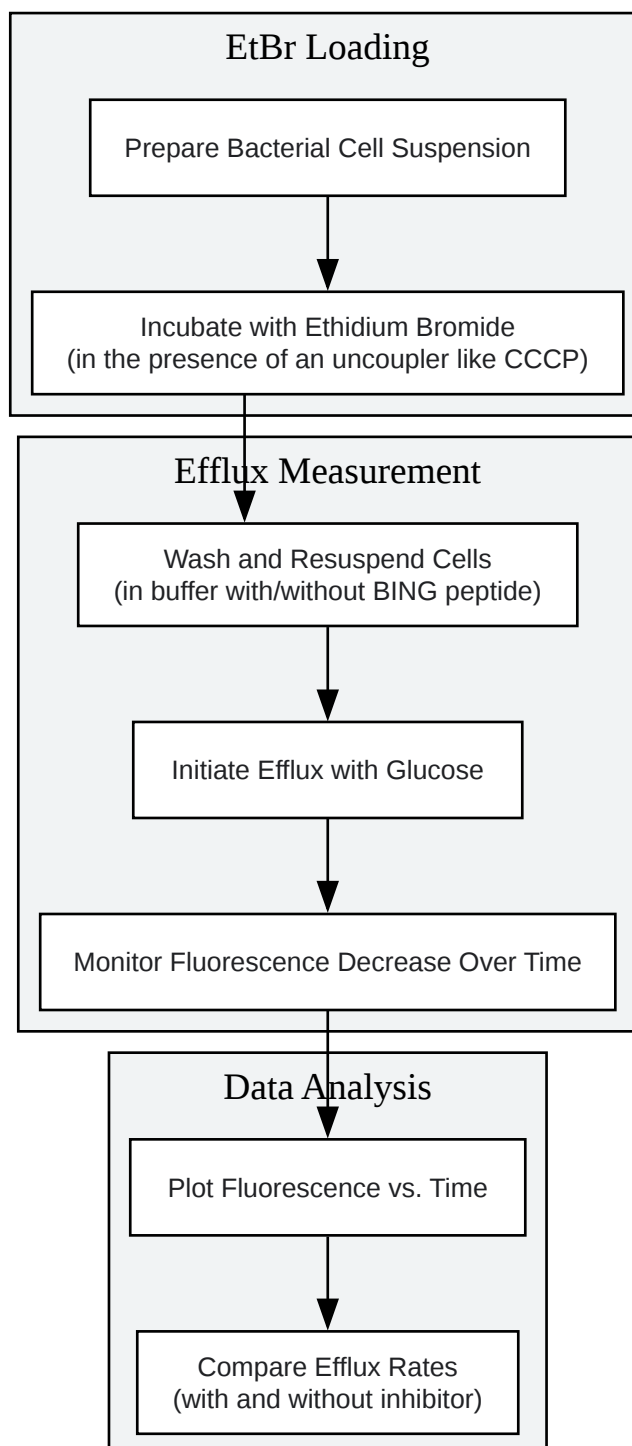 EtBr Loading
Prepare Bacterial Cell Suspension
Incubate with Ethidium Bromide
(in the presence of an uncoupler like CCCP)
Efflux Measurement
Wash and Resuspend Cells
(in buffer with/without BING peptide)
Initiate Efflux with Glucose
Monitor Fluorescence Decrease Over Time
Data Analysis
Plot Fluorescence vs. Time
Compare Efflux Rates
(with and without inhibitor)